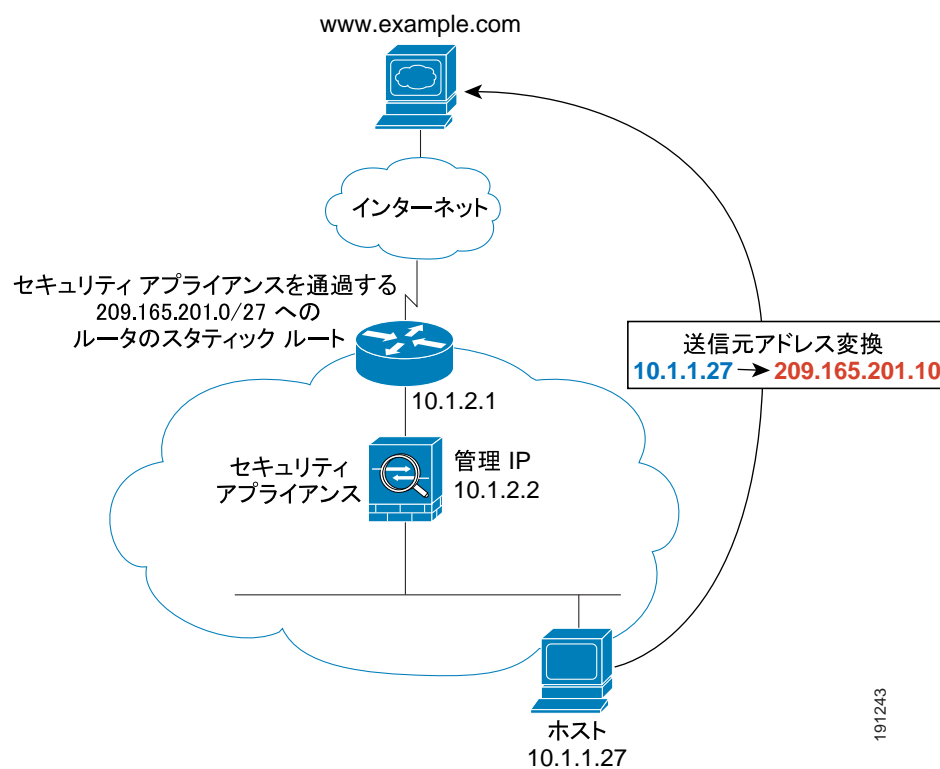 www.example.com
インターネット
セキュリティ アプライアンスを通過する
209.165.201.0/27 への
ルータのスタティック ルート
送信元アドレス変換
10.1.1.27 → 209.165.201.10
10.1.2.1
セキュリティ
アプライアンス
管理 IP
10.1.2.2
ホスト
10.1.1.27
191243